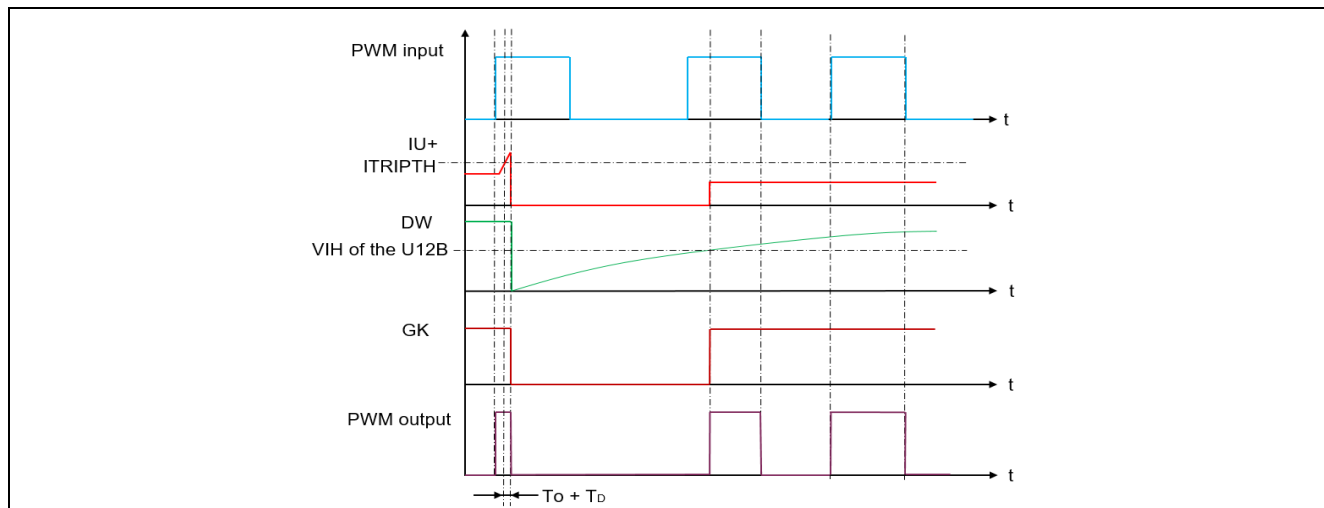 PWM input
t
IU+
ITRIPTH
t
DW
VIH of the U12B
t
GK
t
PWM output
t
To + TD